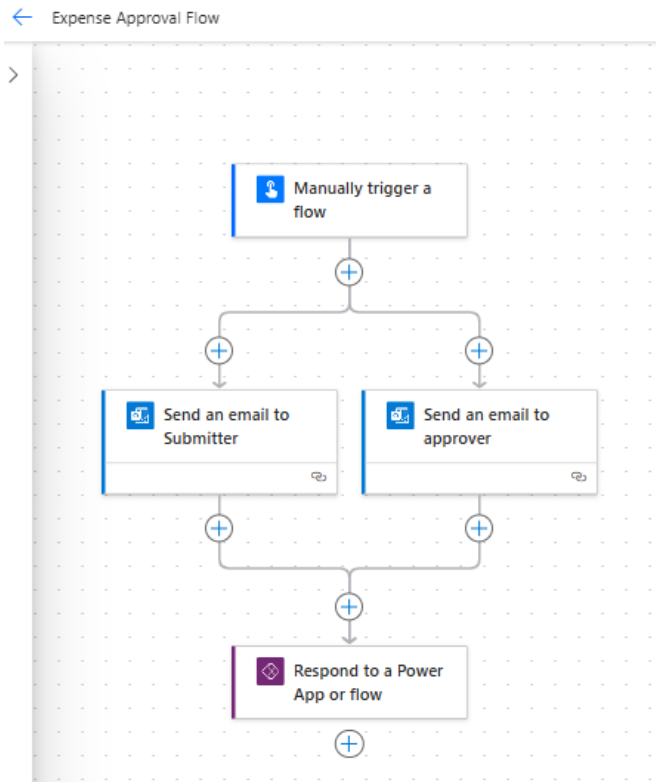 Expense Approval Flow
Manually trigger a
flow
Send an email to
Submitter
Send an email to
approver
Respond to a Power
App or flow